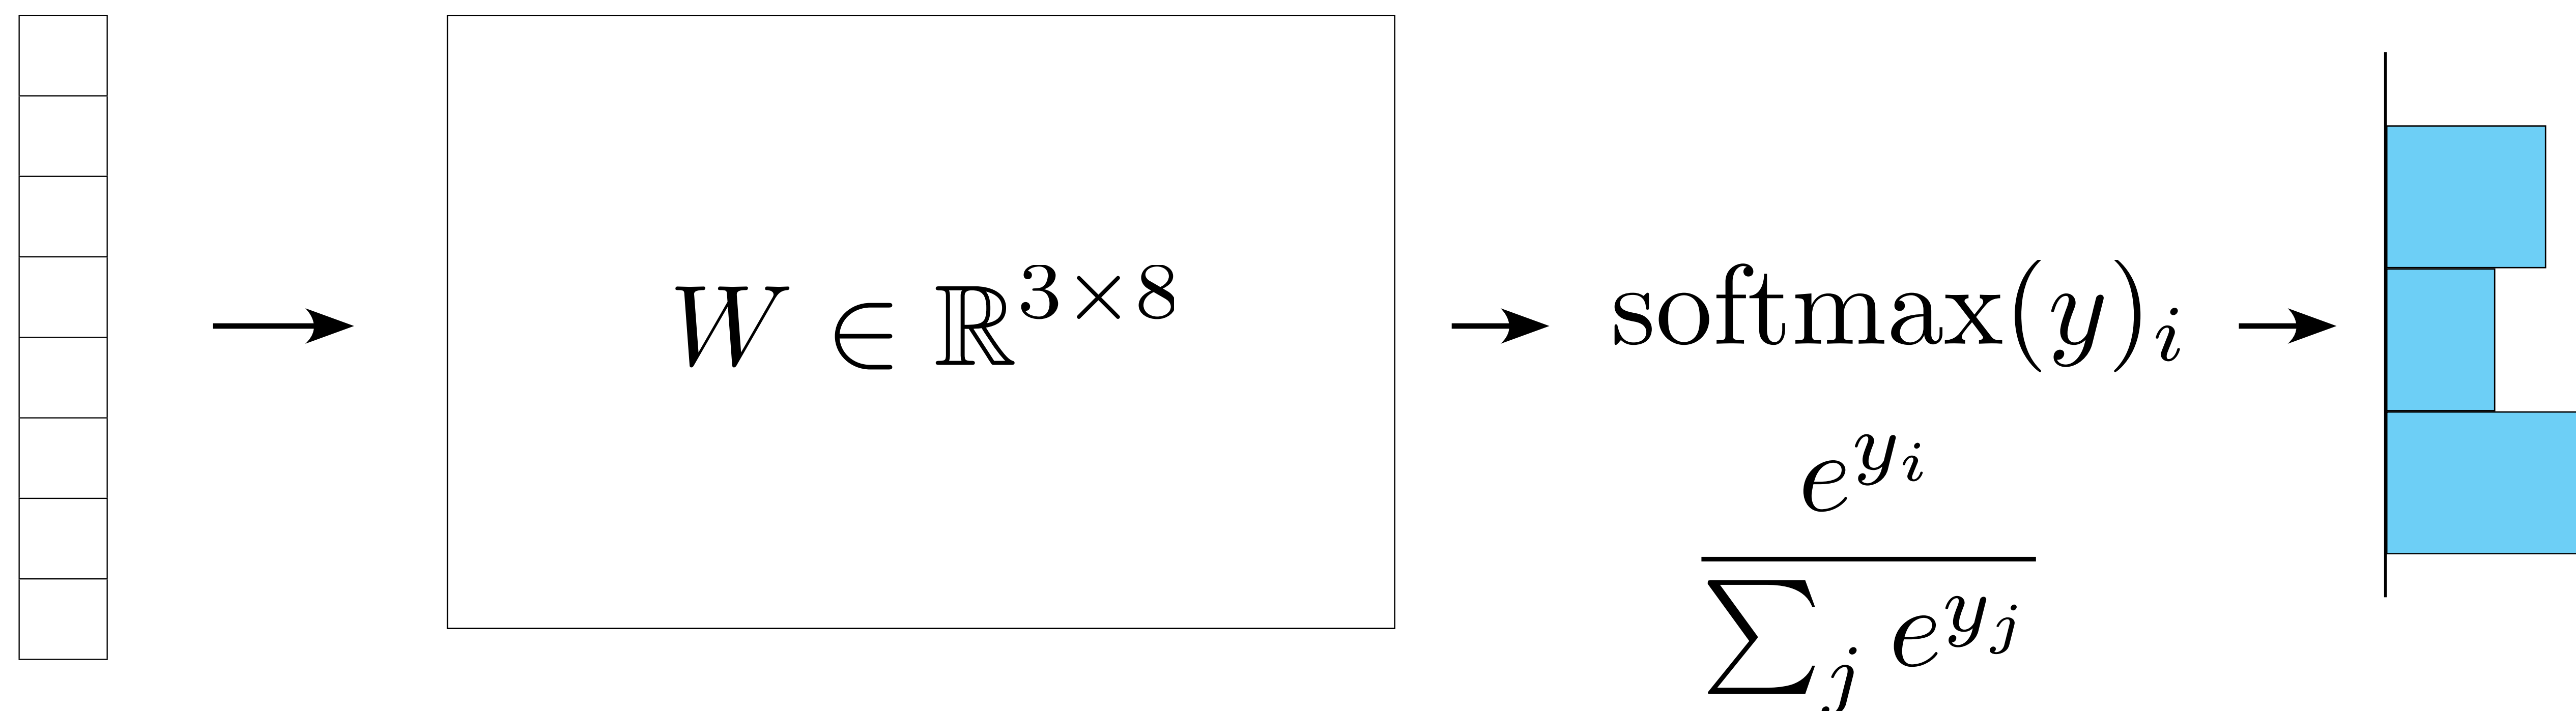 W ∈ ℝ^{3×8}
softmax(y)_i
e^{y_i}
∑_j e^{y_j}